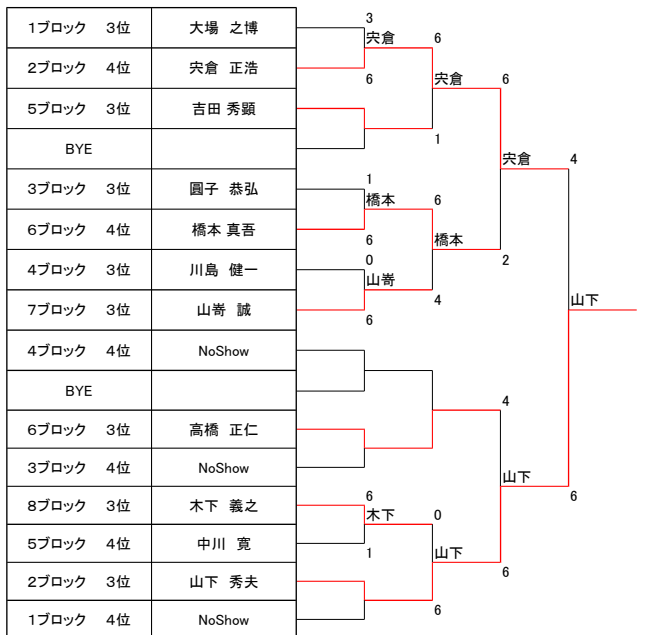 1ブロック 3位 大場 之博
2ブロック 4位 宍倉 正浩
5ブロック 3位 吉田 秀顕
BYE
3ブロック 3位 圓子 恭弘
6ブロック 4位 橋本 真吾
4ブロック 3位 川島 健一
7ブロック 3位 山嵜 誠
4ブロック 4位 NoShow
BYE
6ブロック 3位 高橋 正仁
3ブロック 4位 NoShow
8ブロック 3位 木下 義之
5ブロック 4位 中川 寛
2ブロック 3位 山下 秀夫
1ブロック 4位 NoShow
3
宍倉
6
1
橋本
6
0
山嵜
6
6
木下
1
6
宍倉
1
6
橋本
4
0
山下
6
6
宍倉
2
4
山下
6
4
山下
6